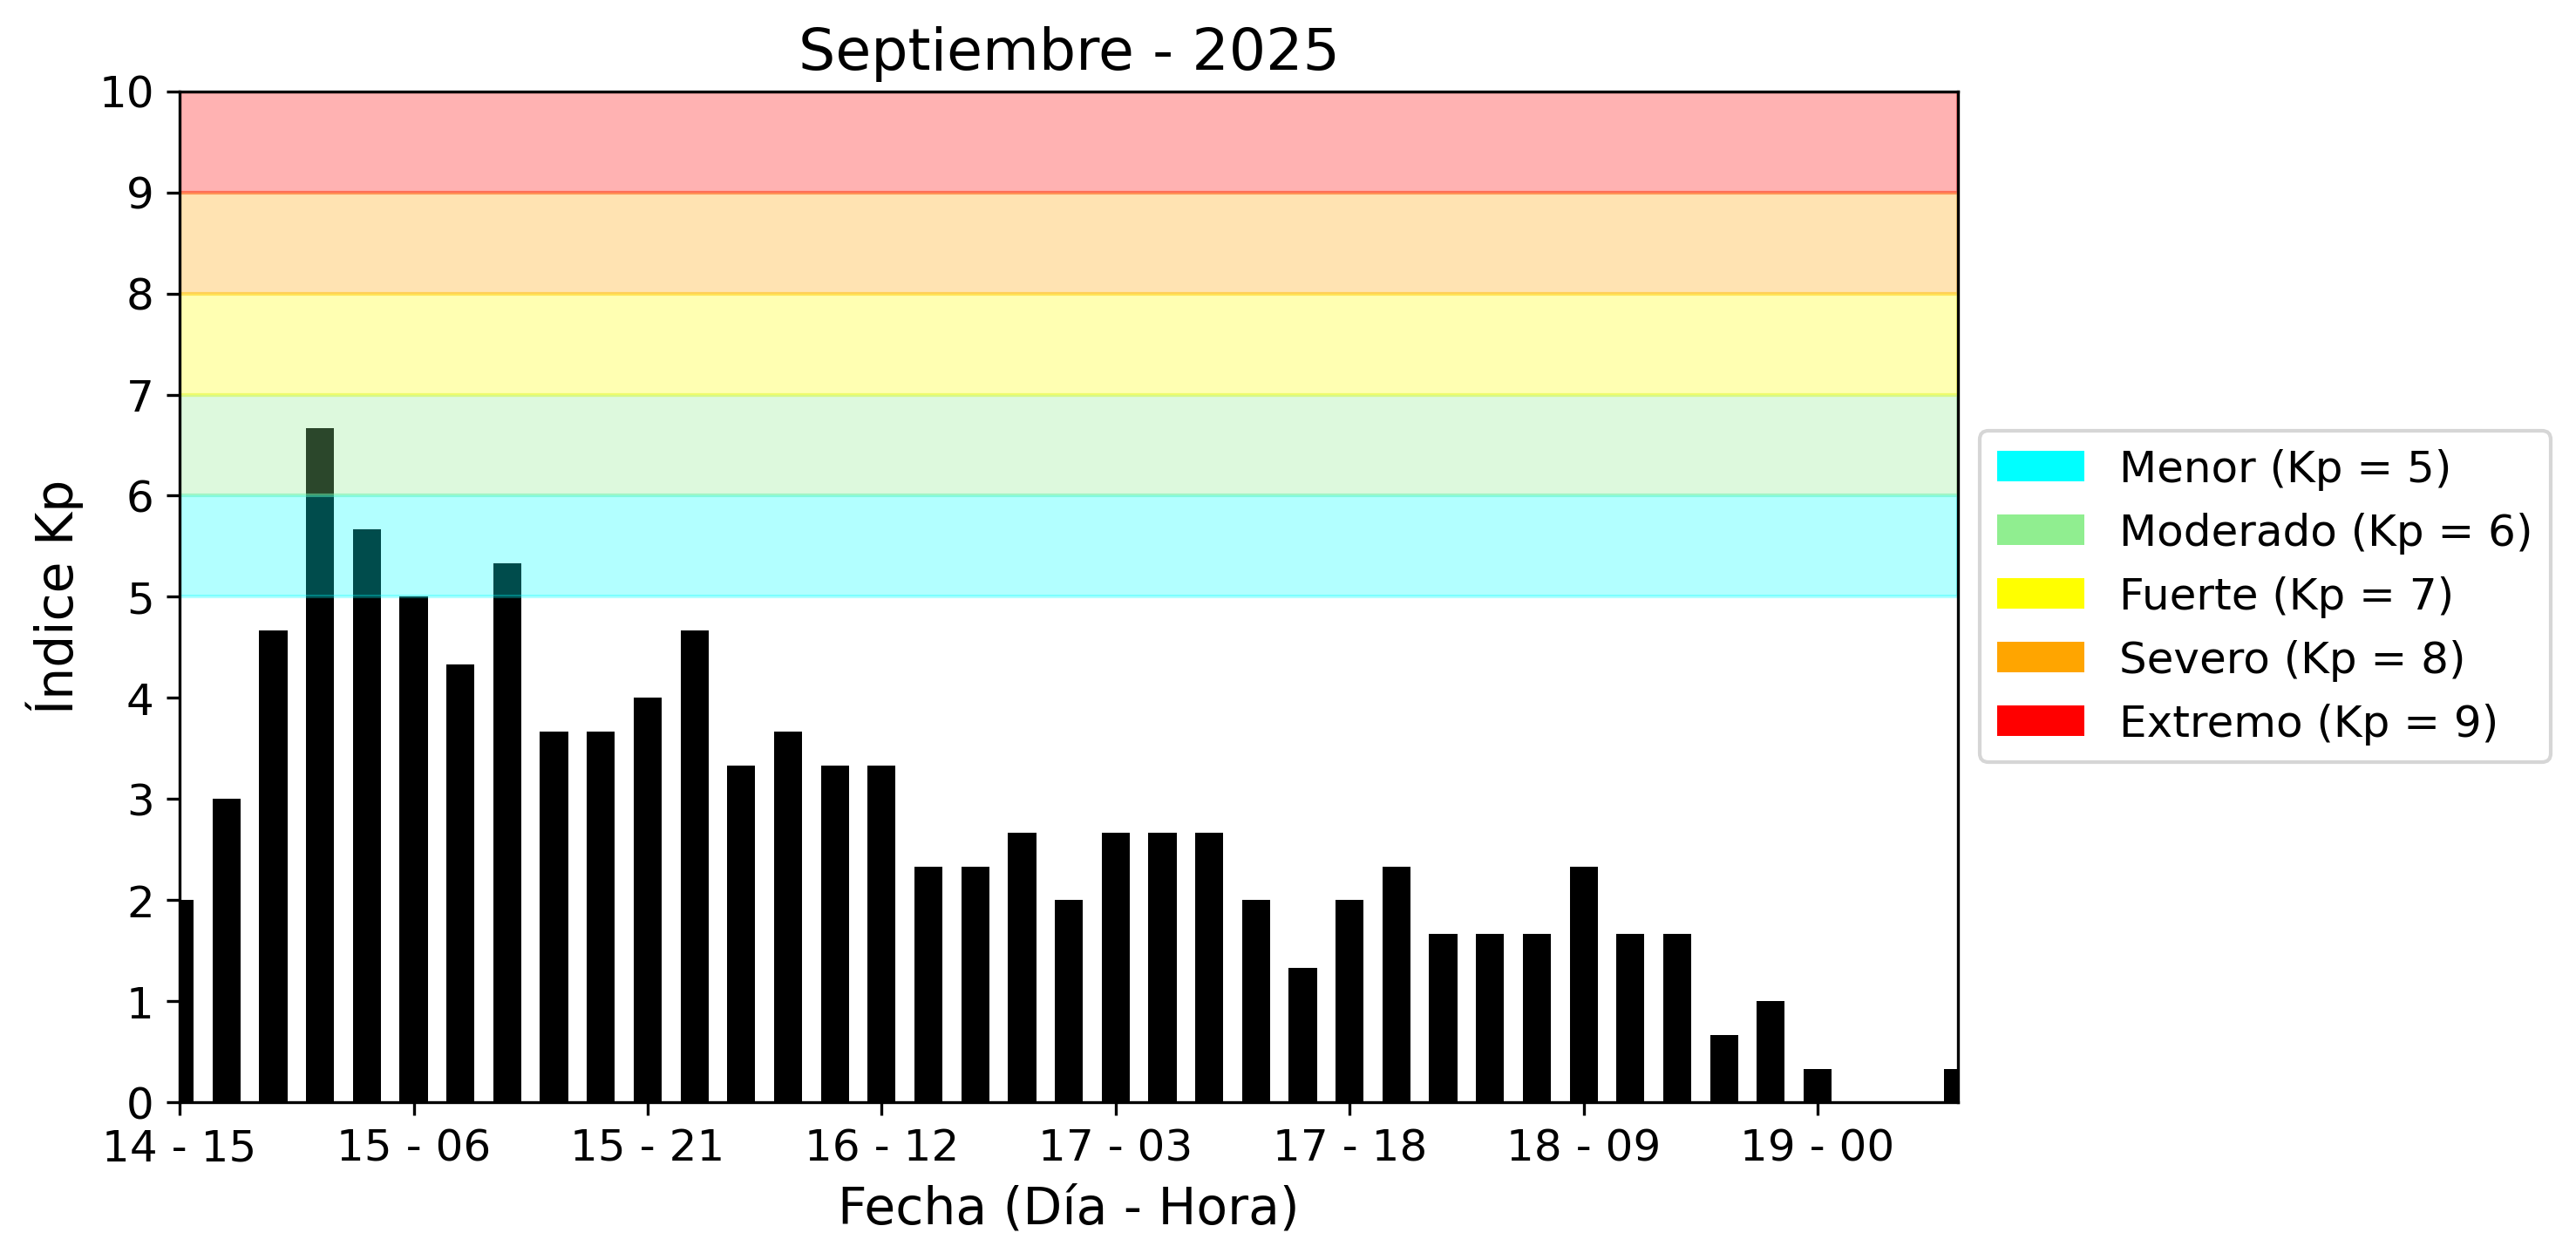 Septiembre - 2025
10
9
8
7
6
5
4
3
2
1
0
Índice Kp
14 - 15
15 - 06
15 - 21
16 - 12
17 - 03
17 - 18
18 - 09
19 - 00
Fecha (Día - Hora)
Menor (Kp = 5)
Moderado (Kp = 6)
Fuerte (Kp = 7)
Severo (Kp = 8)
Extremo (Kp = 9)